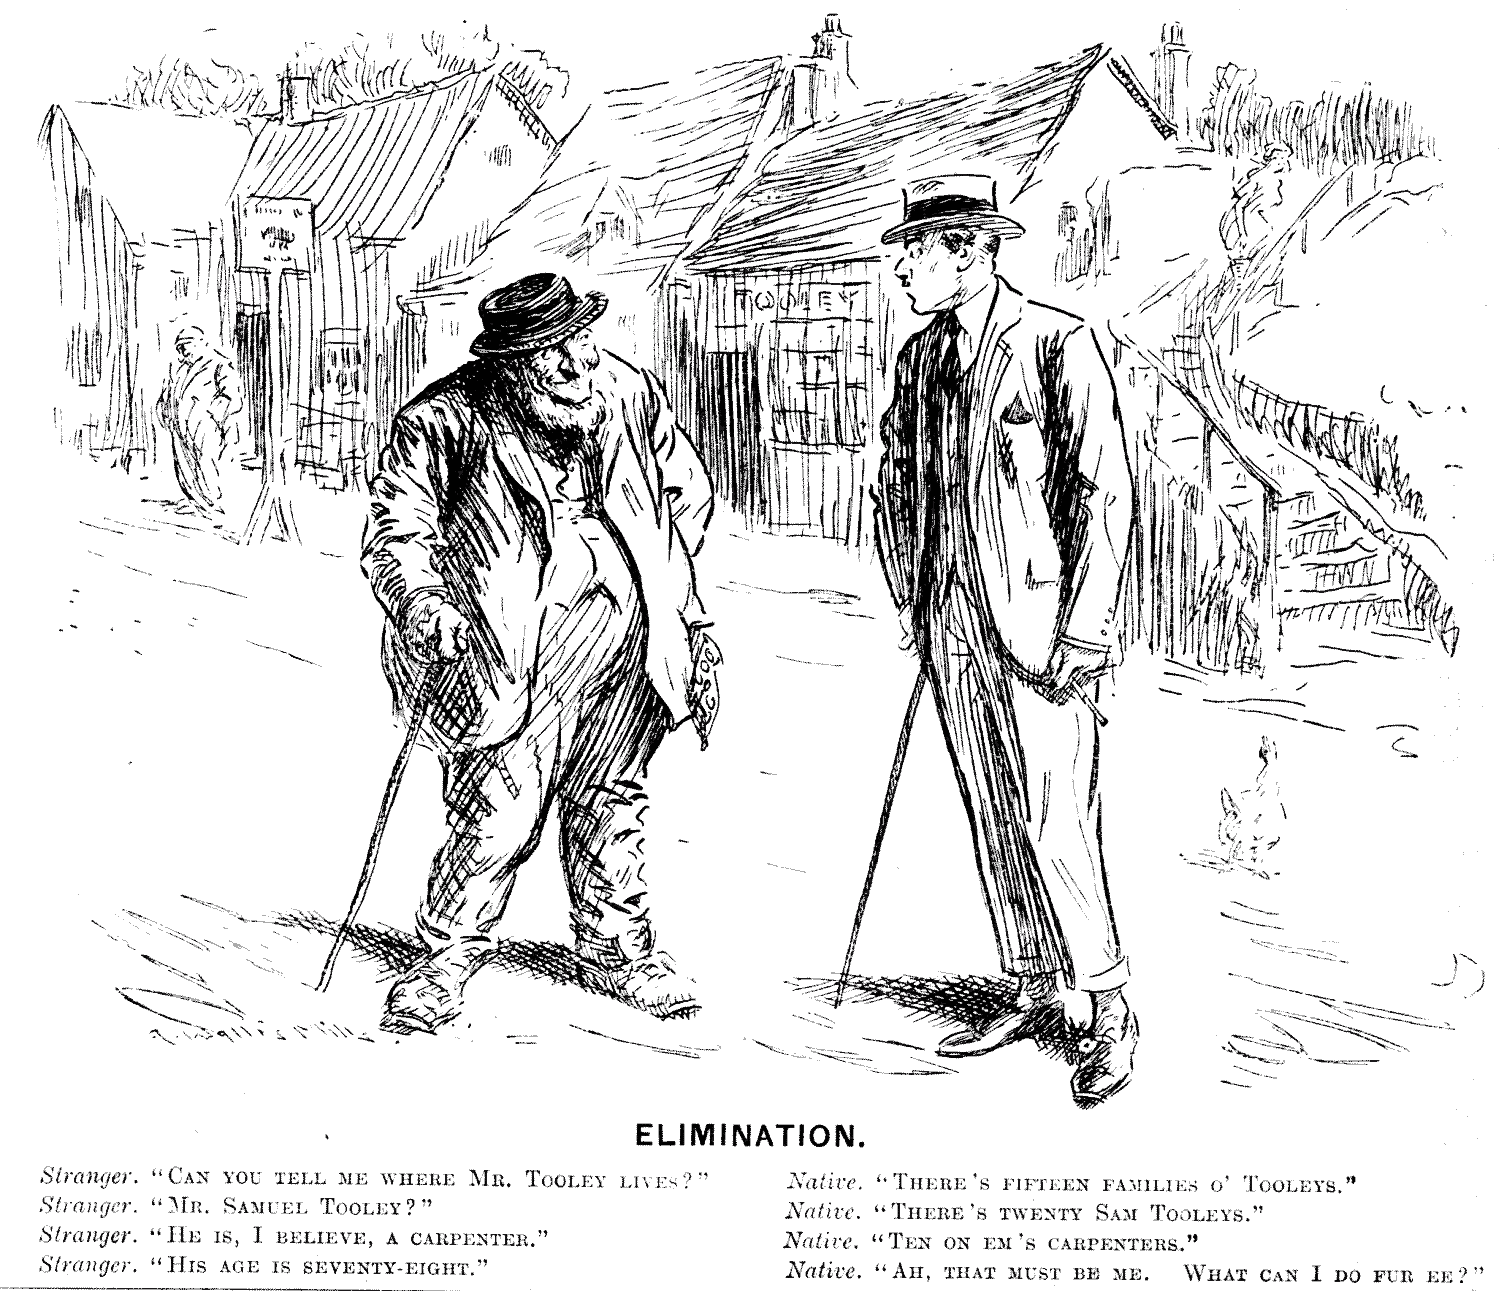 TOOLEY
ELIMINATION.
Stranger. "CAN YOU TELL ME WHERE MR. TOOLEY LIVES?"
Native. "THERE'S FIFTEEN FAMILIES O' TOOLEYS."
Stranger. "MR. SAMUEL TOOLEY?"
Native. "THERE'S TWENTY SAM TOOLEYS."
Stranger. "HE IS, I BELIEVE, A CARPENTER."
Native. "TEN ON EM'S CARPENTERS."
Stranger. "HIS AGE IS SEVENTY-EIGHT."
Native. "AH, THAT MUST BE ME. WHAT CAN I DO FUR EE?"